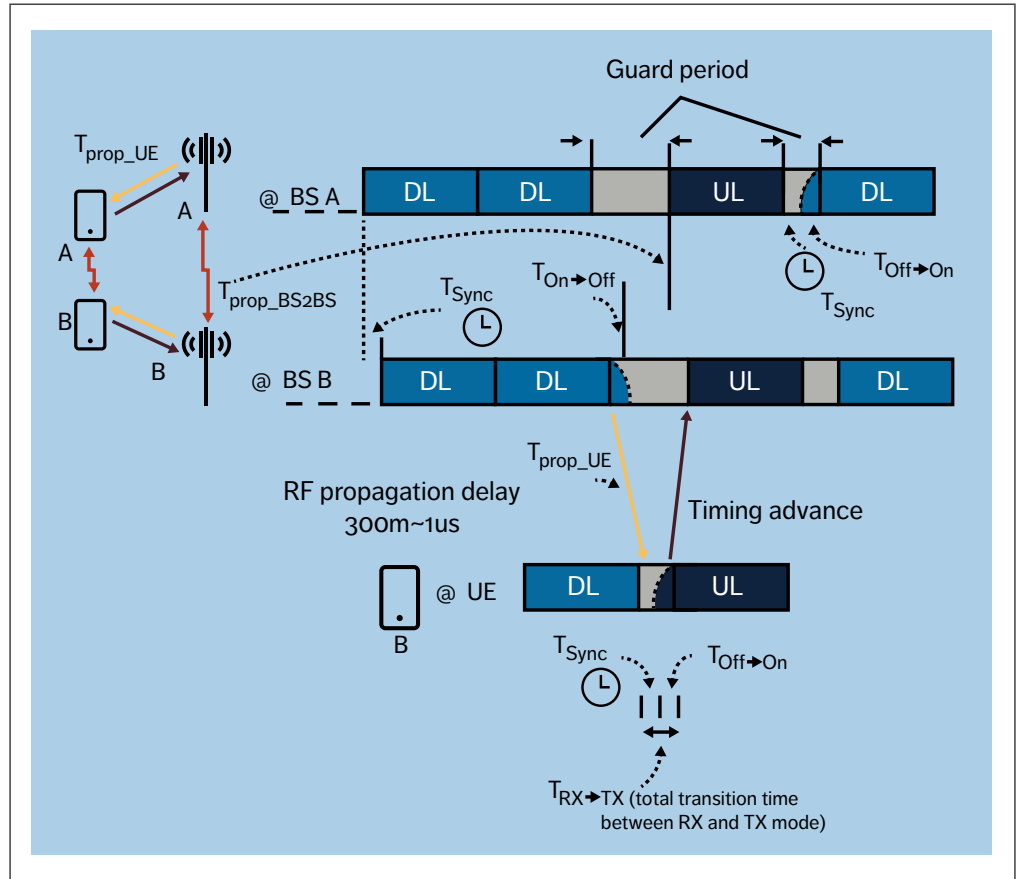 Guard period
T_prop_UE
@ BS A
DL
DL
UL
DL
A
A
T_prop_BS2BS
T_Sync
T_On→Off
T_Off→On
T_Sync
B
B
@ BS B
DL
DL
UL
DL
T_prop_UE
RF propagation delay
300m~1us
Timing advance
@ UE
DL
UL
B
T_Sync
T_Off→On
T_RX→TX (total transition time
between RX and TX mode)